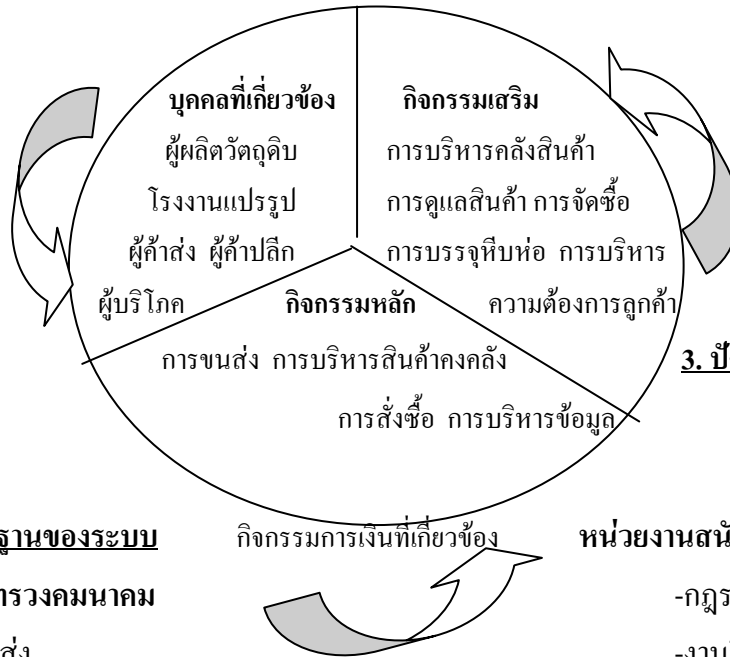 บุคคลที่เกี่ยวข้อง
ผู้ผลิตวัตถุดิบ
โรงงานแปรรูป
ผู้ค้าส่ง ผู้ค้าปลีก
ผู้บริโภค
กิจกรรมเสริม
การบริหารคลังสินค้า
การดูแลสินค้า การจัดซื้อ
การบรรจุหีบห่อ การบริหาร
ความต้องการลูกค้า
กิจกรรมหลัก
การขนส่ง การบริหารสินค้าคงคลัง
การสั่งซื้อ การบริหารข้อมูล
3. ปั
ฐานของระบบ
กิจกรรมการเงินที่เกี่ยวข้อง
หน่วยงานสนั
ารวงคมนาคม
-กฎร
ส่ง
-งาน